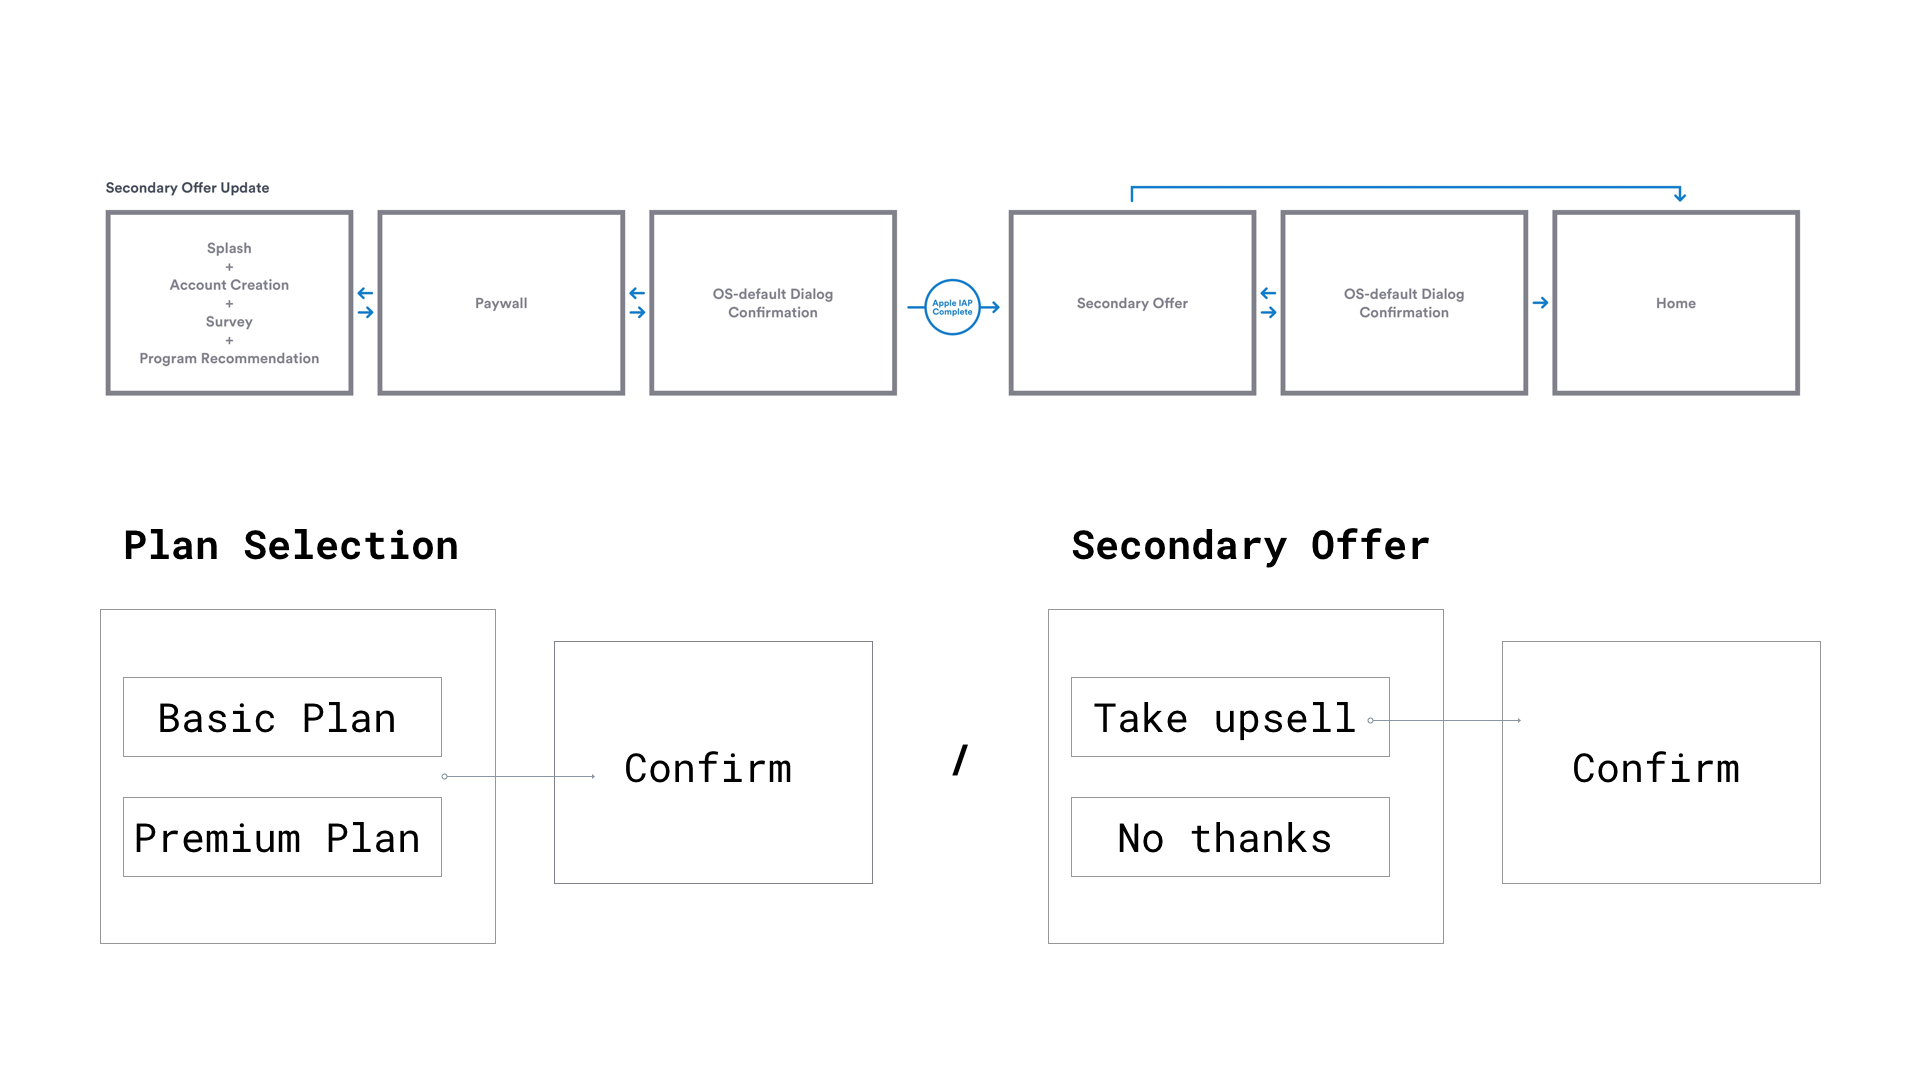 Secondary Offer Update
Splash
+
Account Creation
+
Survey
+
Program Recommendation
Paywall
OS-default Dialog
Confirmation
Apple IAP
Complete
Secondary Offer
OS-default Dialog
Confirmation
Home
Plan Selection
Basic Plan
Premium Plan
Confirm
/
Secondary Offer
Take upsell
No thanks
Confirm